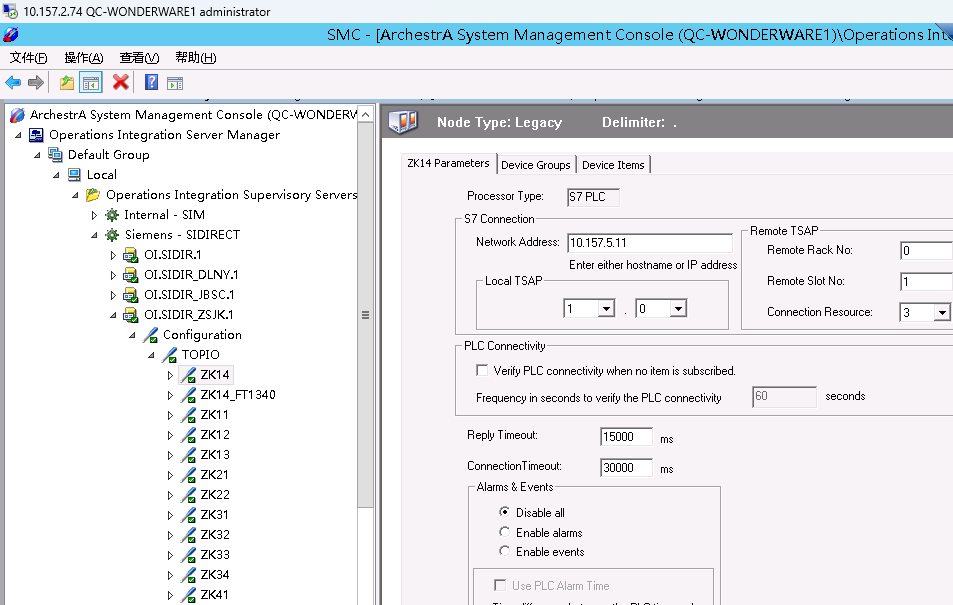 10.157.2.74 QC-WONDERWARE1 administrator
SMC - [ArchestrA System Management Console (QC-WONDERWARE1)\Operations Inte
文件(F) 操作(A) 查看(V) 帮助(H)
ArchestrA System Management Console (QC-WONDERW
Operations Integration Server Manager
Default Group
Local
Operations Integration Supervisory Servers
Internal - SIM
Siemens - SIDIRECT
OI.SIDIR.1
OI.SIDIR_DLNY.1
OI.SIDIR_JBSC.1
OI.SIDIR_ZSJK.1
Configuration
TOPIO
ZK14
ZK14_FT1340
ZK11
ZK12
ZK13
ZK21
ZK22
ZK31
ZK32
ZK33
ZK34
ZK41
Node Type: Legacy Delimiter: .
ZK14 Parameters Device Groups Device Items
Processor Type: S7 PLC
S7 Connection
Network Address: 10.157.5.11
Enter either hostname or IP address
Local TSAP
1 . 0
Remote TSAP
Remote Rack No: 0
Remote Slot No: 1
Connection Resource: 3
PLC Connectivity
Verify PLC connectivity when no item is subscribed.
Frequency in seconds to verify the PLC connectivity 60 seconds
Reply Timeout: 15000 ms
ConnectionTimeout: 30000 ms
Alarms & Events
Disable all
Enable alarms
Enable events
Use PLC Alarm Time